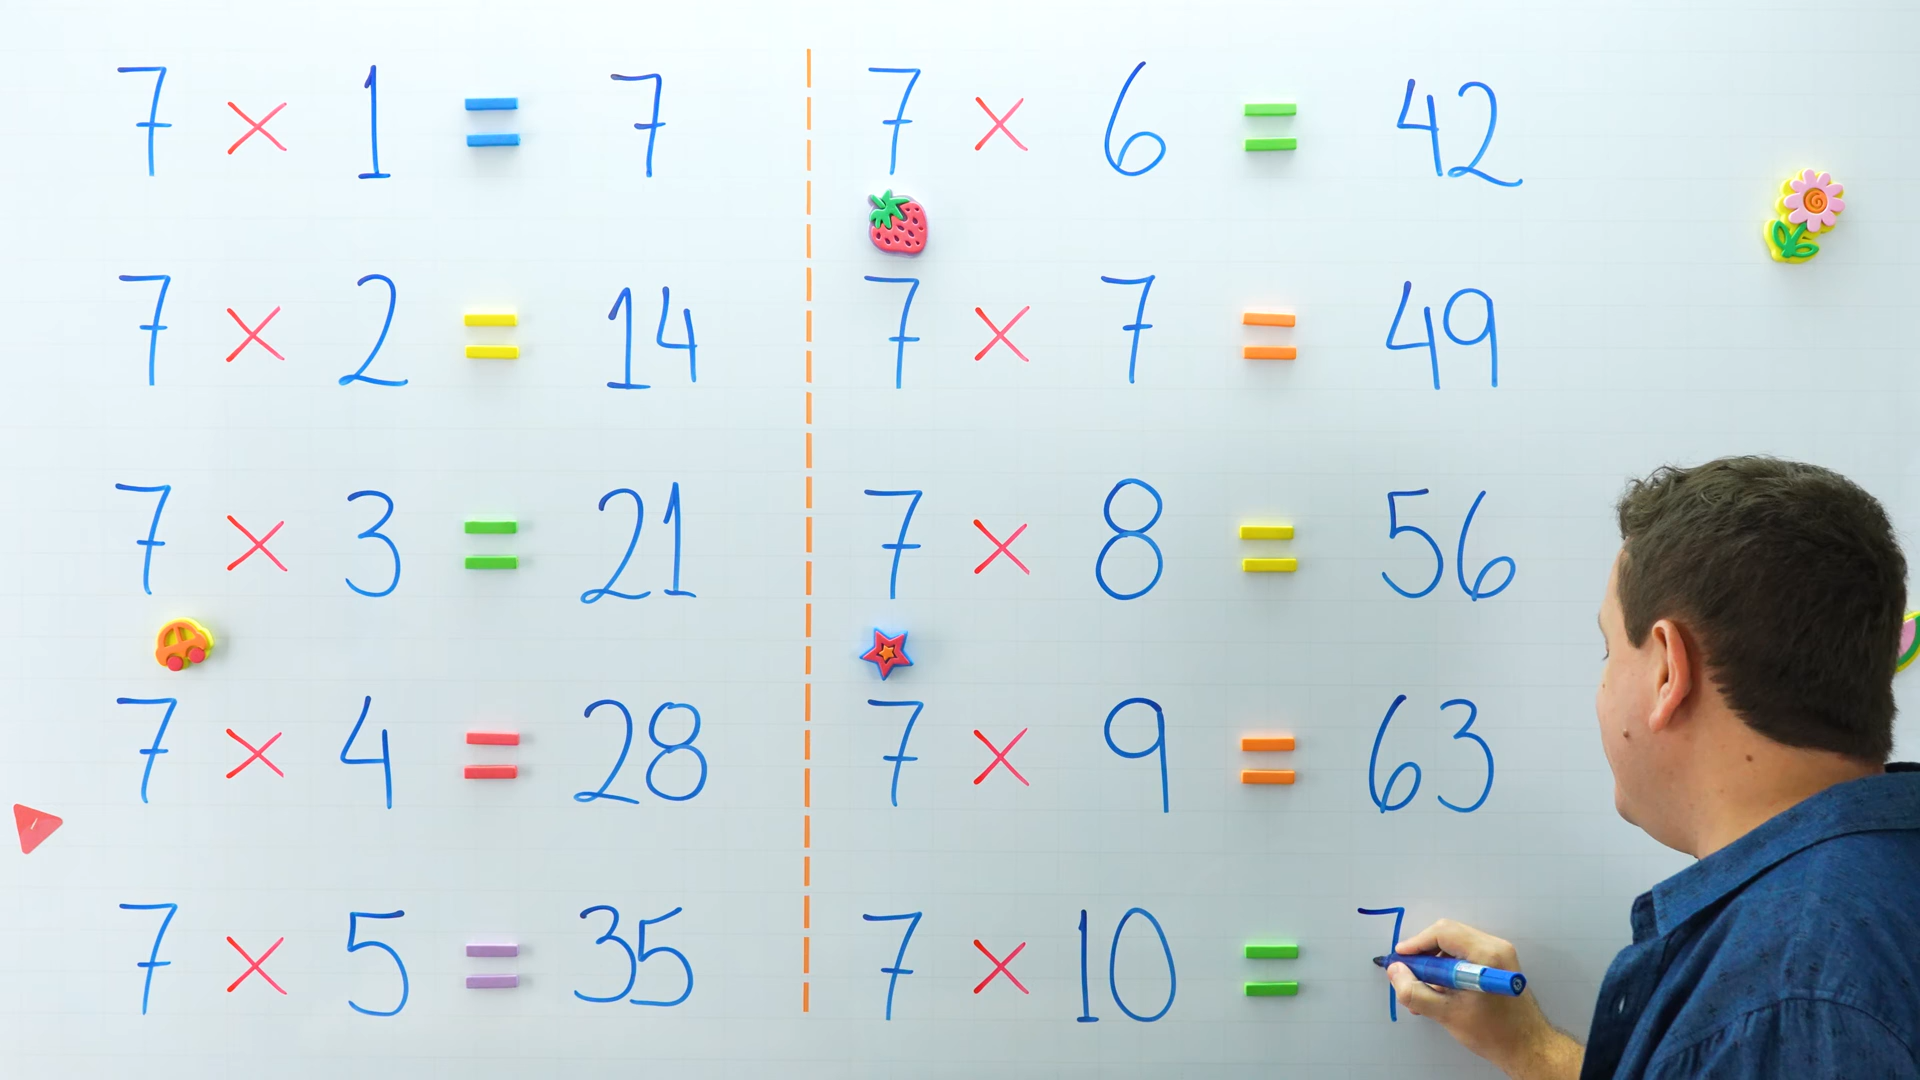 7 × 1 = 7
7 × 2 = 14
7 × 3 = 21
7 × 4 = 28
7 × 5 = 35
7 × 6 = 42
7 × 7 = 49
7 × 8 = 56
7 × 9 = 63
7 × 10 = 7